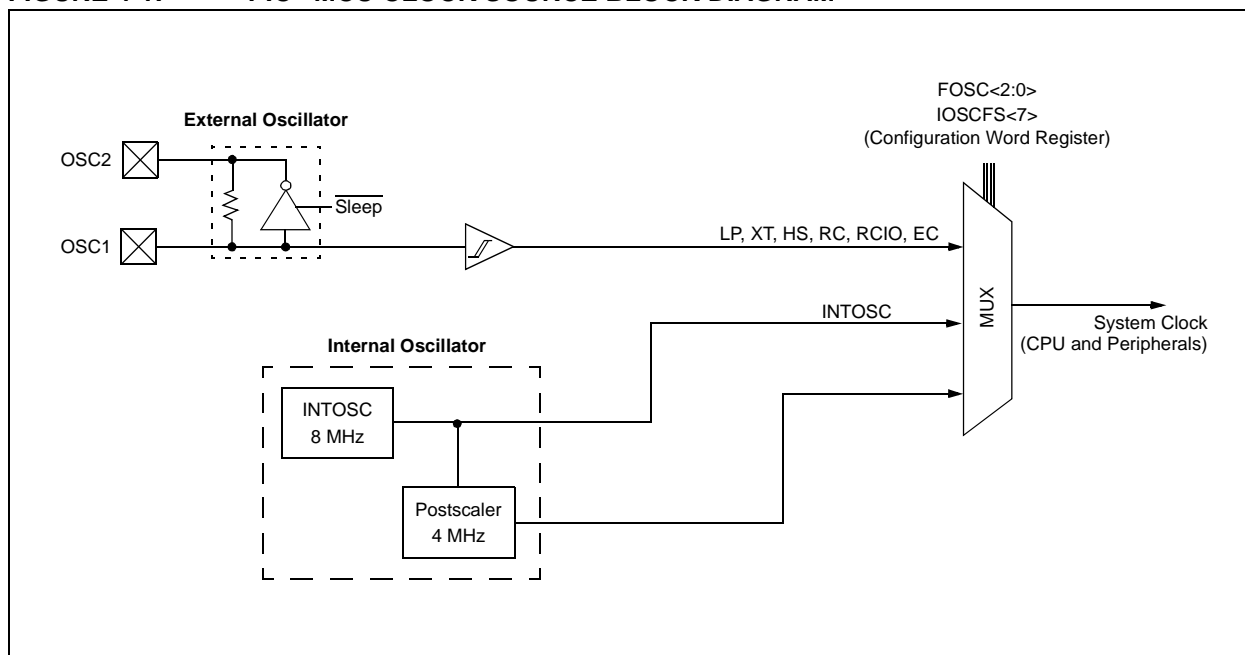 External Oscillator
OSC2
OSC1
Sleep
FOSC<2:0>
IOSCFS<7>
(Configuration Word Register)
LP, XT, HS, RC, RCIO, EC
INTOSC
MUX
System Clock
(CPU and Peripherals)
Internal Oscillator
INTOSC
8 MHz
Postscaler
4 MHz